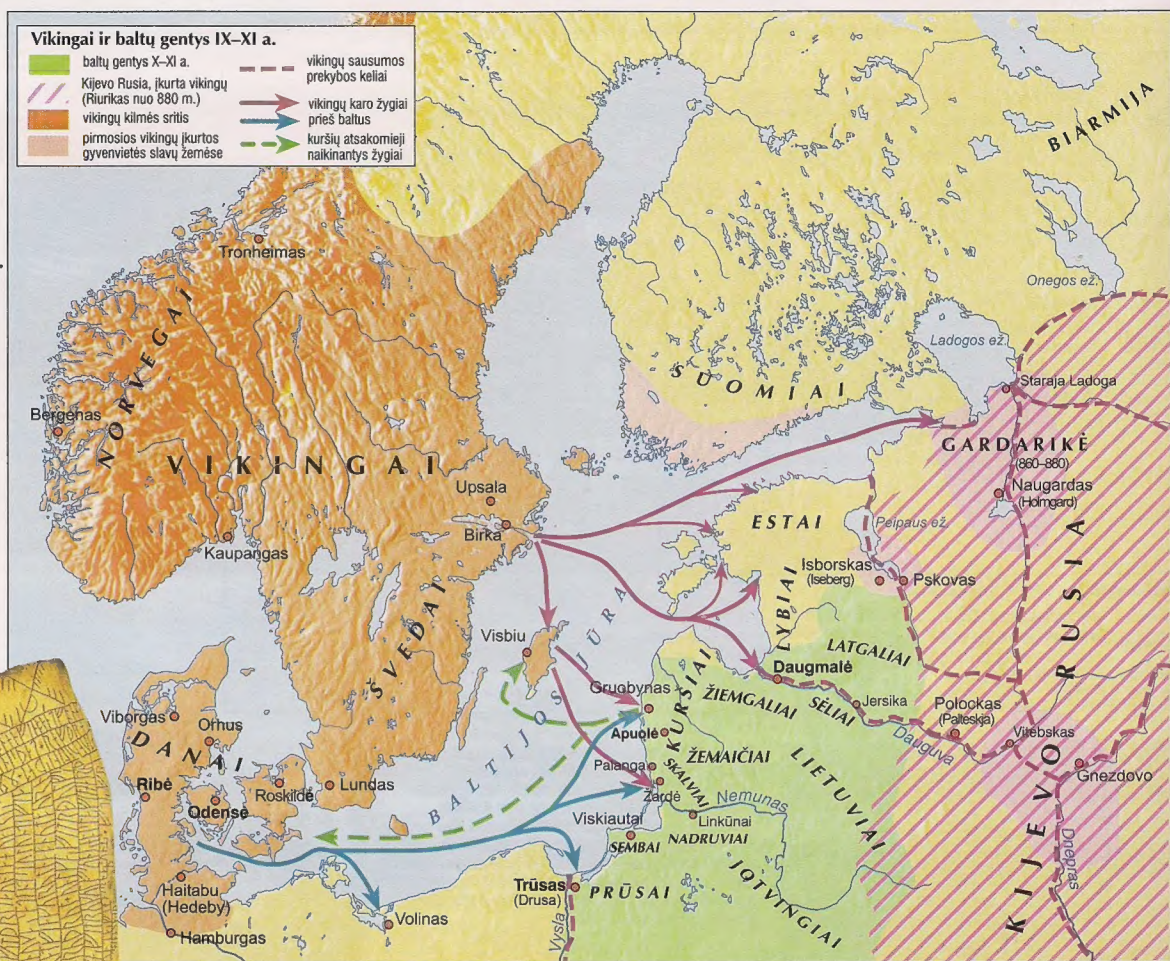 Vikingai ir baltų gentys IX–XI a.
baltų gentys X–XI a.
Kijevo Rusia, įkurta vikingų
(Riurikas nuo 880 m.)
vikingų kilmės sritis
pirmosios vikingų įkurtos
gyvenvietės slavų žemėse
vikingų sausumos
prekybos keliai
vikingų karo žygiai
prieš baltus
kuršių atsakomieji
naikinantys žygiai
BIARMIJA
Tronheimas
Onegos ež.
Ladogos ež.
NORVEGAI
SUOMIAI
Staraja Ladoga
Bergenas
GARDARIKĖ
(860–880)
VIKINGAI
Upsala
Naugardas
(Holmgard)
Birka
ESTAI
Peipaus ež.
Kaupangas
Isborskas
(Iseberg)
Pskovas
ŠVEDAI
LYBIAI
Visbiu
BALTIJOS JŪRA
LATGALIAI
Daugmalė
KIJEVO RUSIA
Gruobynas
KURŠIAI
ŽIEMGALIAI
SĖLIAI
Jersika
Polockas
(Palteskja)
Viborgas
Orhus
Apuolė
Dauguva
Vitebskas
DANAI
Palanga
ŽEMAIČIAI
LIETUVIAI
Gnezdovo
Ribė
Roskildė
Lundas
SKALVIAI
Žardė
Nemunas
Odensė
Linkūnai
Viskiautai
SEMBAI
NADRUVIAI
Dnepras
Haitabu
(Hedeby)
Trūsas
(Drusa)
PRŪSAI
JOTVINGIAI
Volinas
Hamburgas
Vysla